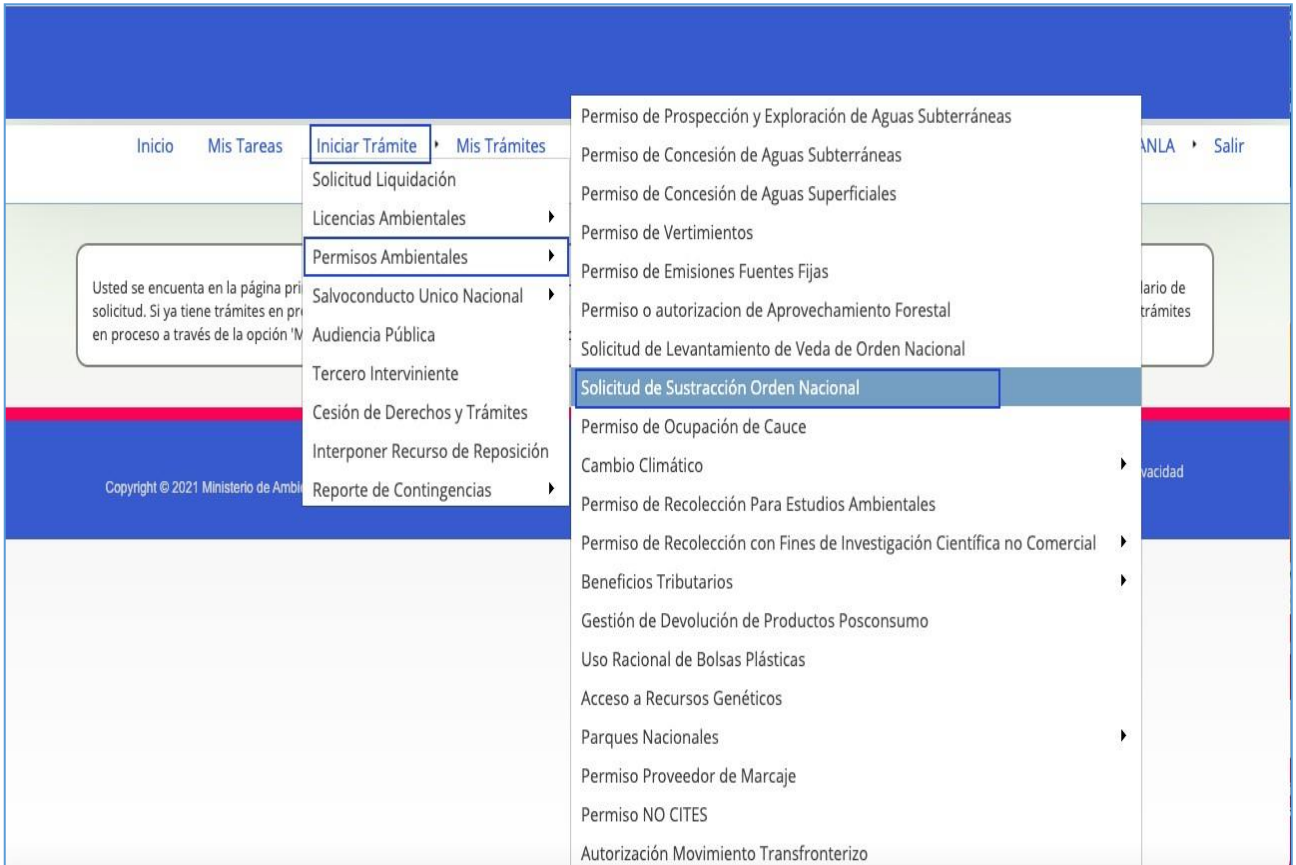 Inicio Mis Tareas Iniciar Trámite Mis Trámites ANLA Salir
Solicitud Liquidación
Licencias Ambientales
Permisos Ambientales
Salvoconducto Unico Nacional
Audiencia Pública
Tercero Interviniente
Cesión de Derechos y Trámites
Interponer Recurso de Reposición
Reporte de Contingencias
Permiso de Prospección y Exploración de Aguas Subterráneas
Permiso de Concesión de Aguas Subterráneas
Permiso de Concesión de Aguas Superficiales
Permiso de Vertimientos
Permiso de Emisiones Fuentes Fijas
Permiso o autorizacion de Aprovechamiento Forestal
Solicitud de Levantamiento de Veda de Orden Nacional
Solicitud de Sustracción Orden Nacional
Permiso de Ocupación de Cauce
Cambio Climático
Permiso de Recolección Para Estudios Ambientales
Permiso de Recolección con Fines de Investigación Científica no Comercial
Beneficios Tributarios
Gestión de Devolución de Productos Posconsumo
Uso Racional de Bolsas Plásticas
Acceso a Recursos Genéticos
Parques Nacionales
Permiso Proveedor de Marcaje
Permiso NO CITES
Autorización Movimiento Transfronterizo
Usted se encuenta en la página pri
solicitud. Si ya tiene trámites en pr
en proceso a través de la opción 'M
lario de
trámites
Copyright © 2021 Ministerio de Ambi
vacidad